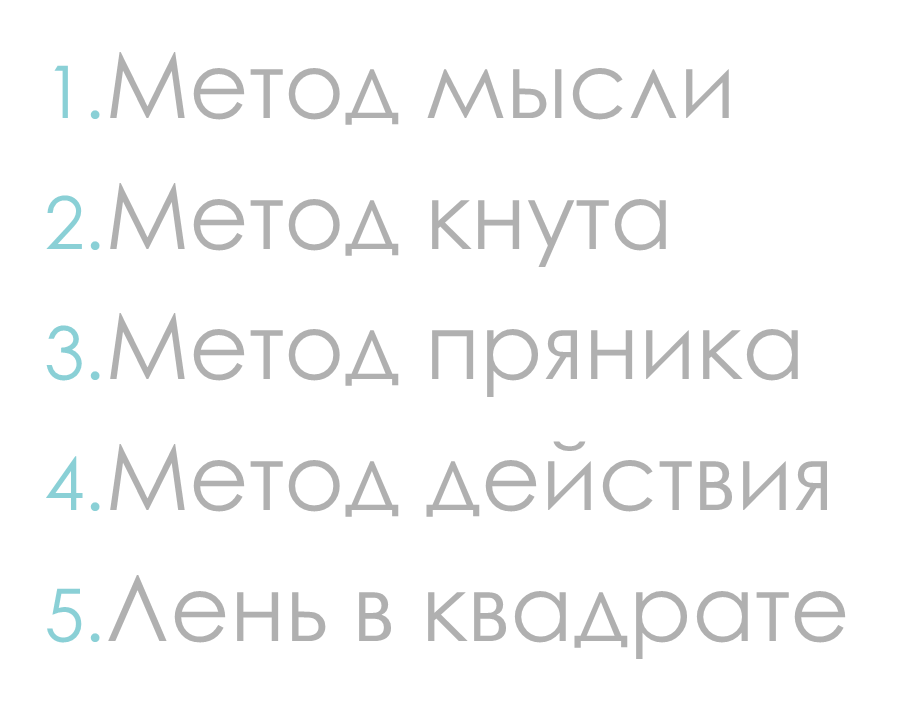 1.Метод мысли
2.Метод кнута
3.Метод пряника
4.Метод действия
5.Лень в квадрате